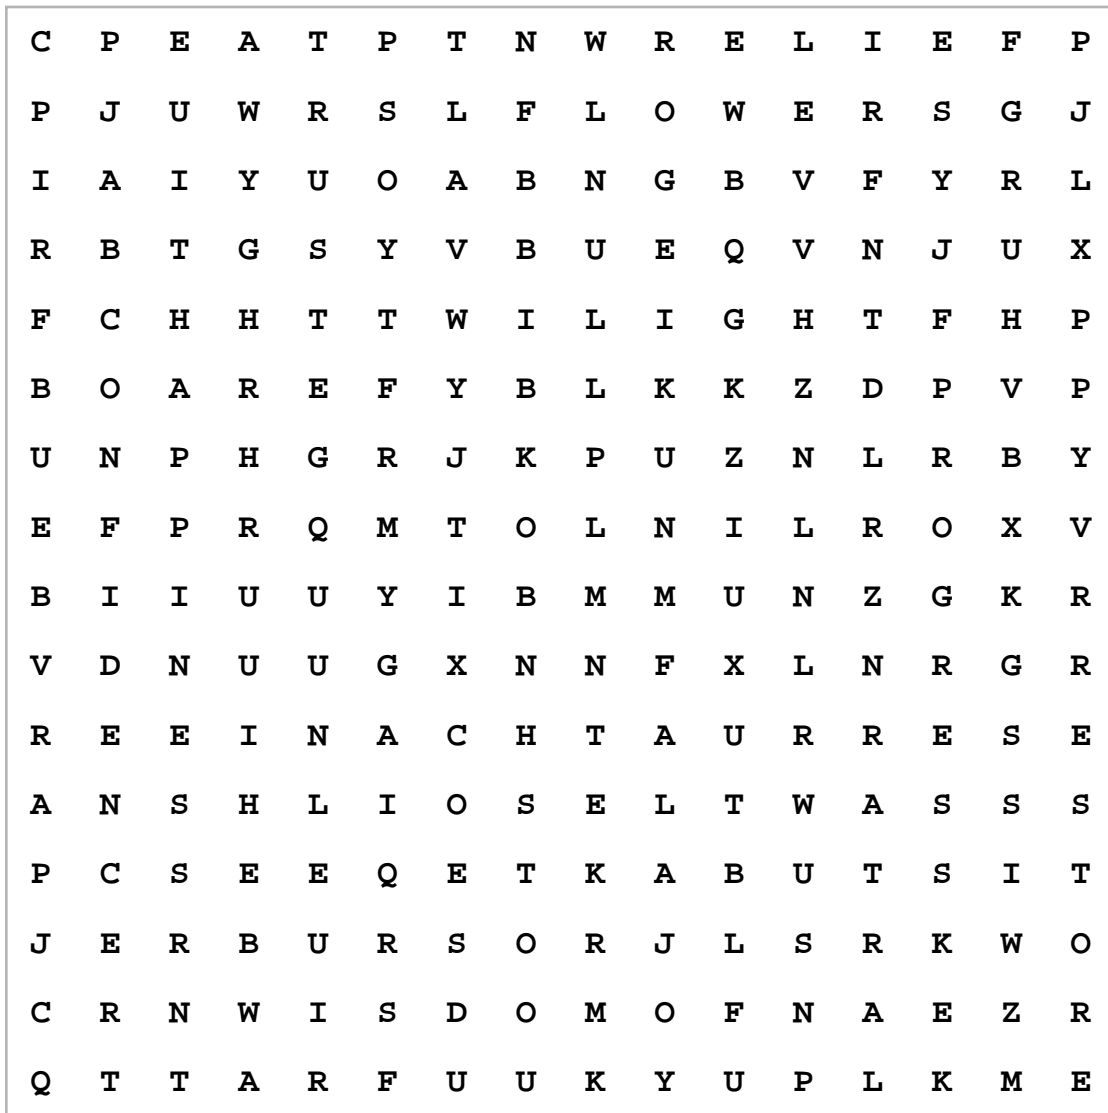 C P E A T P T N W R E L I E F P
P J U W R S L F L O W E R S G J
I A I Y U O A B N G B V F Y R L
R B T G S Y V B U E Q V N J U X
F C H H T T W I L I G H T F H P
B O A R E F Y B L K K Z D P V P
U N P H G R J K P U Z N L R B Y
E F P R Q M T O L N I L R O X V
B I I U U Y I B M M U N Z G K R
V D N U U G X N N F X L N R G R
R E E I N A C H T A U R R E S E
A N S H L I O S E L T W A S S S
P C S E E Q E T K A B U T S I T
J E R B U R S O R J L S R K W O
C R N W I S D O M O F N A E Z R
Q T T A R F U U K Y U P L K M E